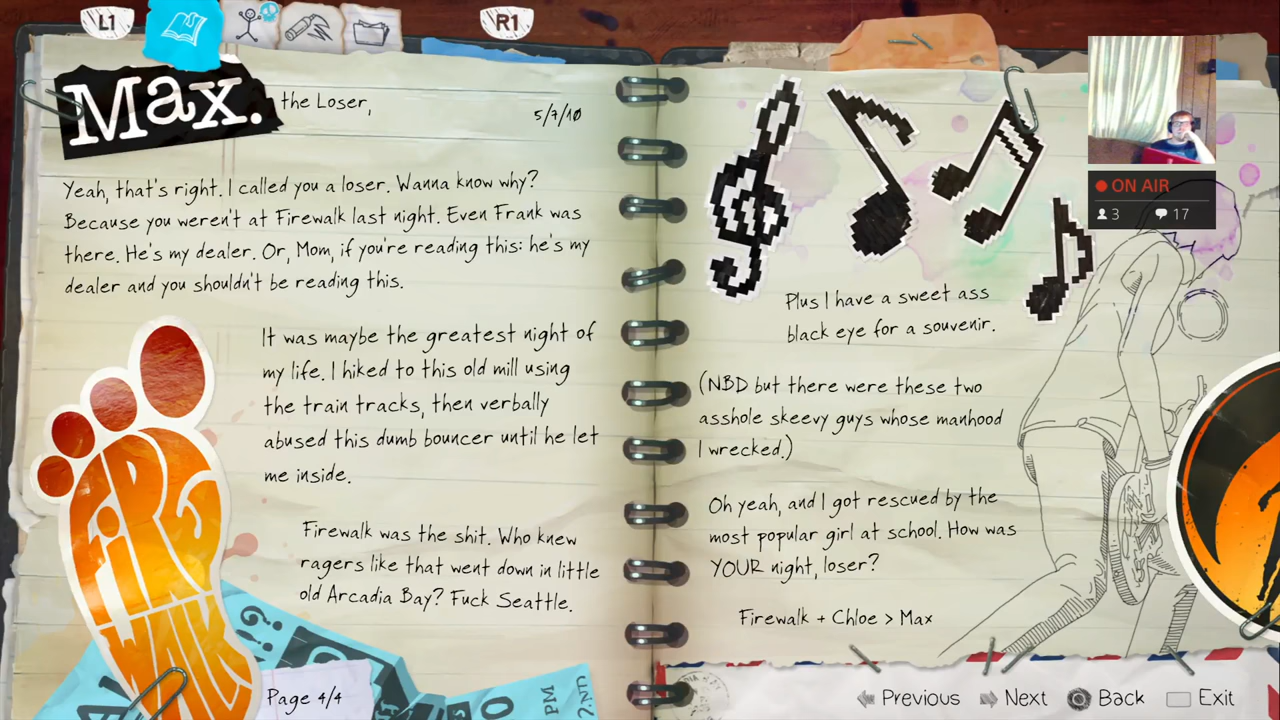 L1
R1
Max.
the Loser,
5/7/10
Yeah, that's right. I called you a loser. Wanna know why?
Because you weren't at Firewalk last night. Even Frank was
there. He's my dealer. Or, Mom, if you're reading this: he's my
dealer and you shouldn't be reading this.
It was maybe the greatest night of
my life. I hiked to this old mill using
the train tracks, then verbally
abused this dumb bouncer until he let
me inside.
Firewalk was the shit. Who knew
ragers like that went down in little
old Arcadia Bay? Fuck Seattle.
FIRE
WALK
Page 4/4
PM
ON AIR
3
17
Plus I have a sweet ass
black eye for a souvenir.
(NBD but there were these two
asshole skeevy guys whose manhood
I wrecked.)
Oh yeah, and I got rescued by the
most popular girl at school. How was
YOUR night, loser?
Firewalk + Chloe > Max
Previous
Next
Back
Exit